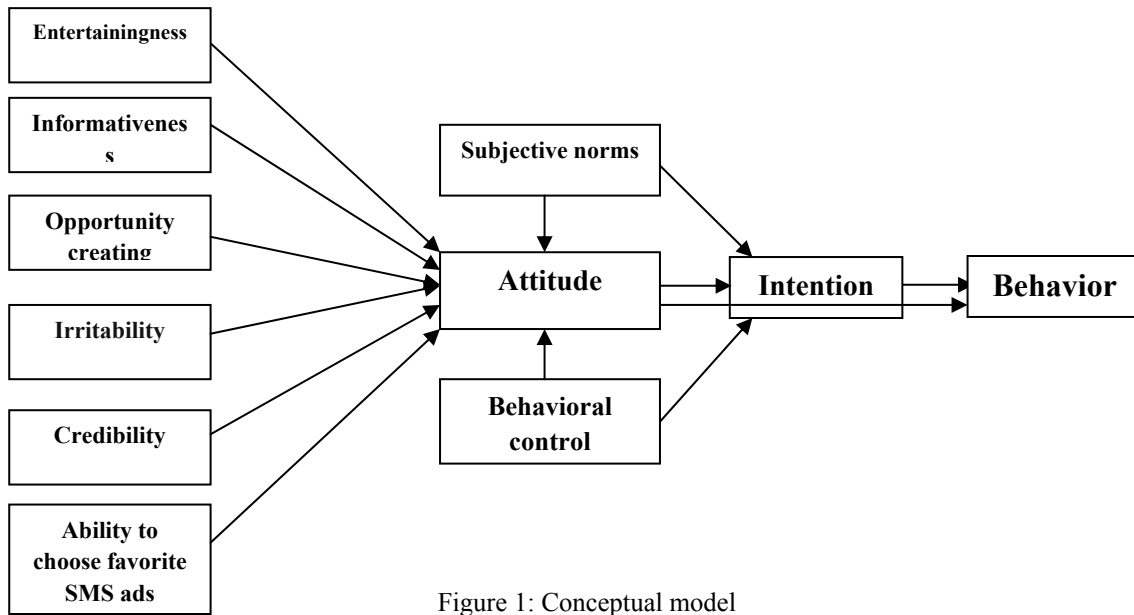 Entertainingness
Informativenes
s
Opportunity
creating
Irritability
Credibility
Ability to
choose favorite
SMS ads
Subjective norms
Attitude
Behavioral
control
Intention
Behavior
Figure 1: Conceptual model